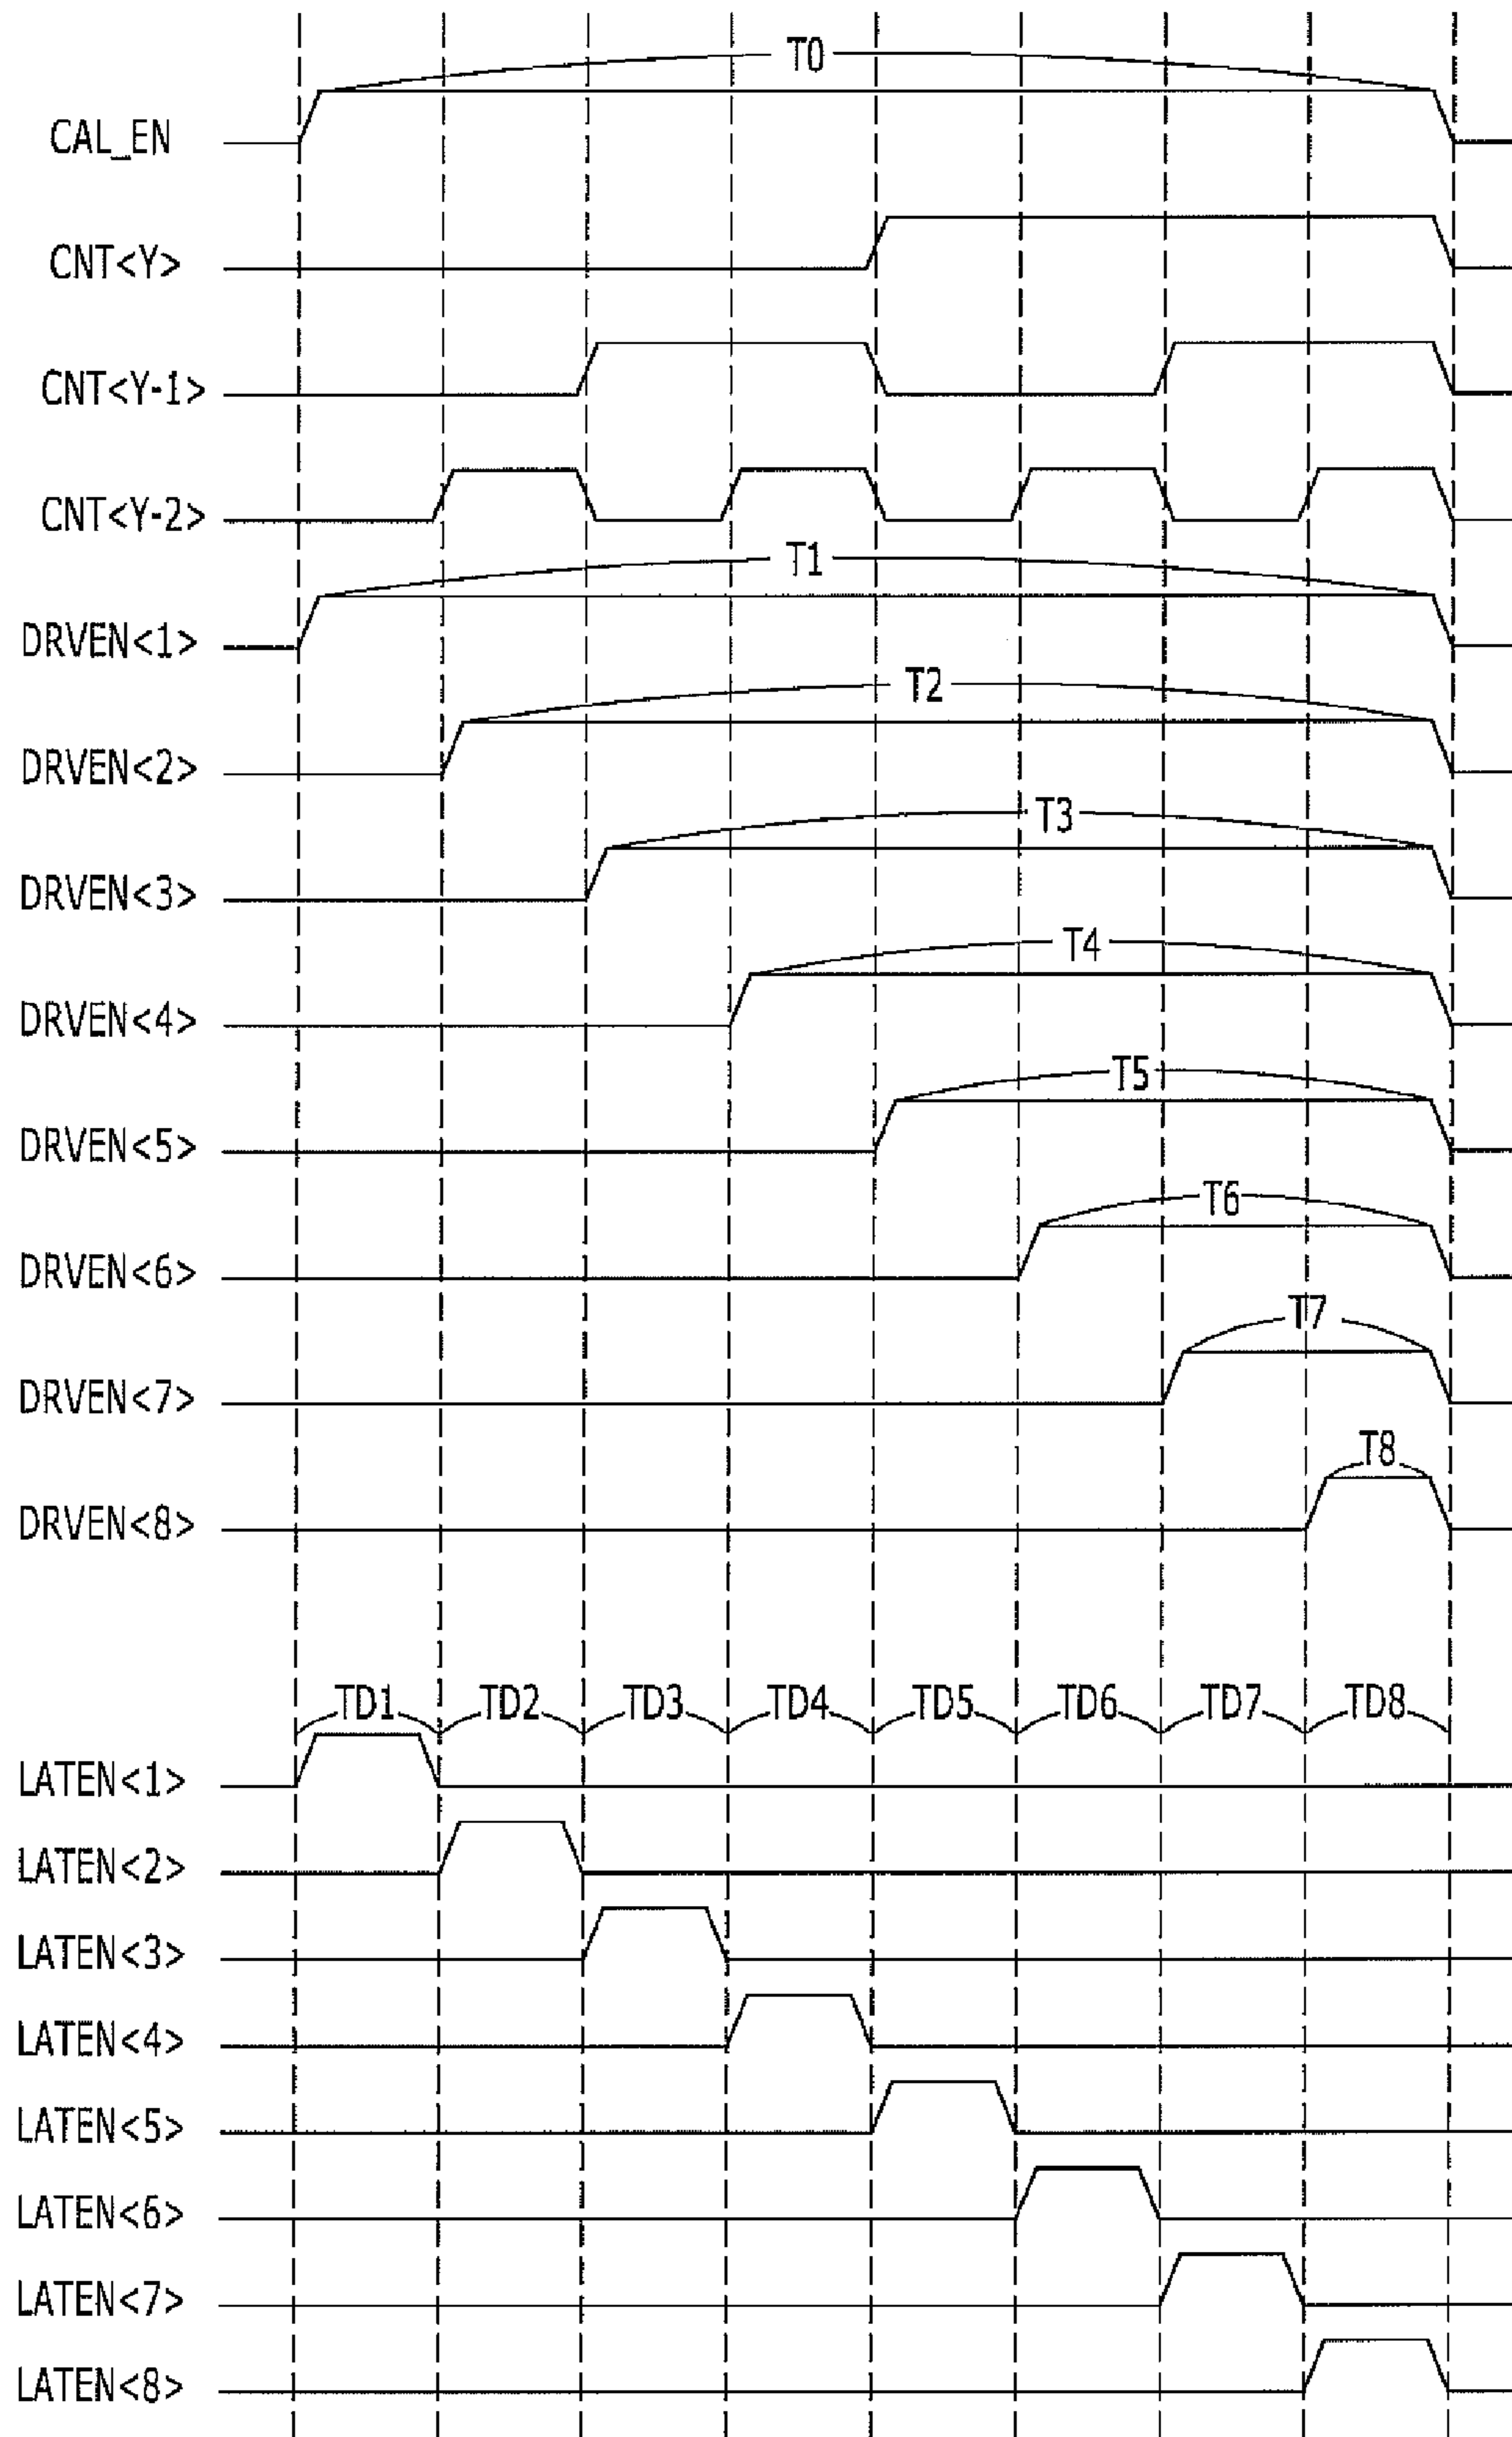 T0
CAL_EN
CNT<Y>
CNT<Y-1>
CNT<Y-2>
T1
DRVEN<1>
T2
DRVEN<2>
T3
DRVEN<3>
T4
DRVEN<4>
T5
DRVEN<5>
T6
DRVEN<6>
T7
DRVEN<7>
T8
DRVEN<8>
TD1 TD2 TD3 TD4 TD5 TD6 TD7 TD8
LATEN<1>
LATEN<2>
LATEN<3>
LATEN<4>
LATEN<5>
LATEN<6>
LATEN<7>
LATEN<8>